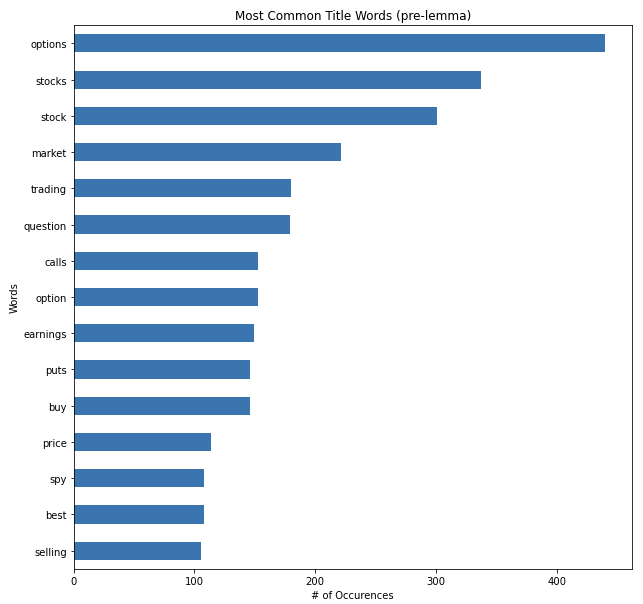 Most Common Title Words (pre-lemma)
options
stocks
stock
market
trading
question
calls
option
earnings
puts
buy
price
spy
best
selling
Words
0 100 200 300 400
# of Occurences